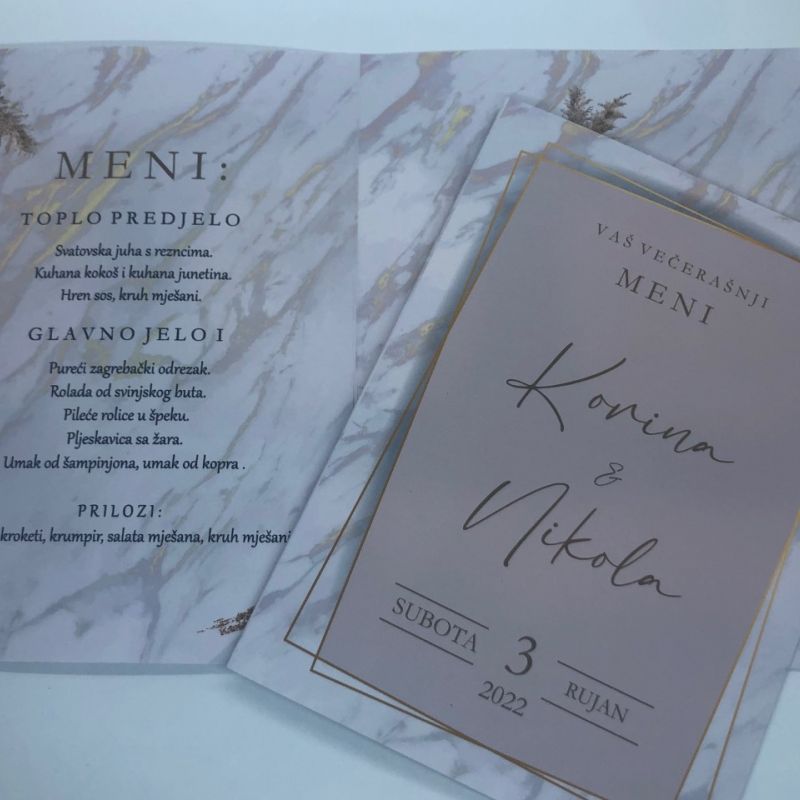 MENI:
TOPLO PREDJELO
Svatovska juha s rezncima.
Kuhana kokoš i kuhana junetina.
Hren sos, kruh mješani.
GLAVNO JELO I
Pureći zagrebački odrezak.
Rolada od svinjskog buta.
Pileće rolice u špeku.
Pljeskavica sa žara.
Umak od šampinjona, umak od kopra .
PRILOZI:
kroketi, krumpir, salata mješana, kruh mješani
VAŠ VEČERAŠNJI
MENI
Korina
&
Nikola
SUBOTA 3 RUJAN
2022